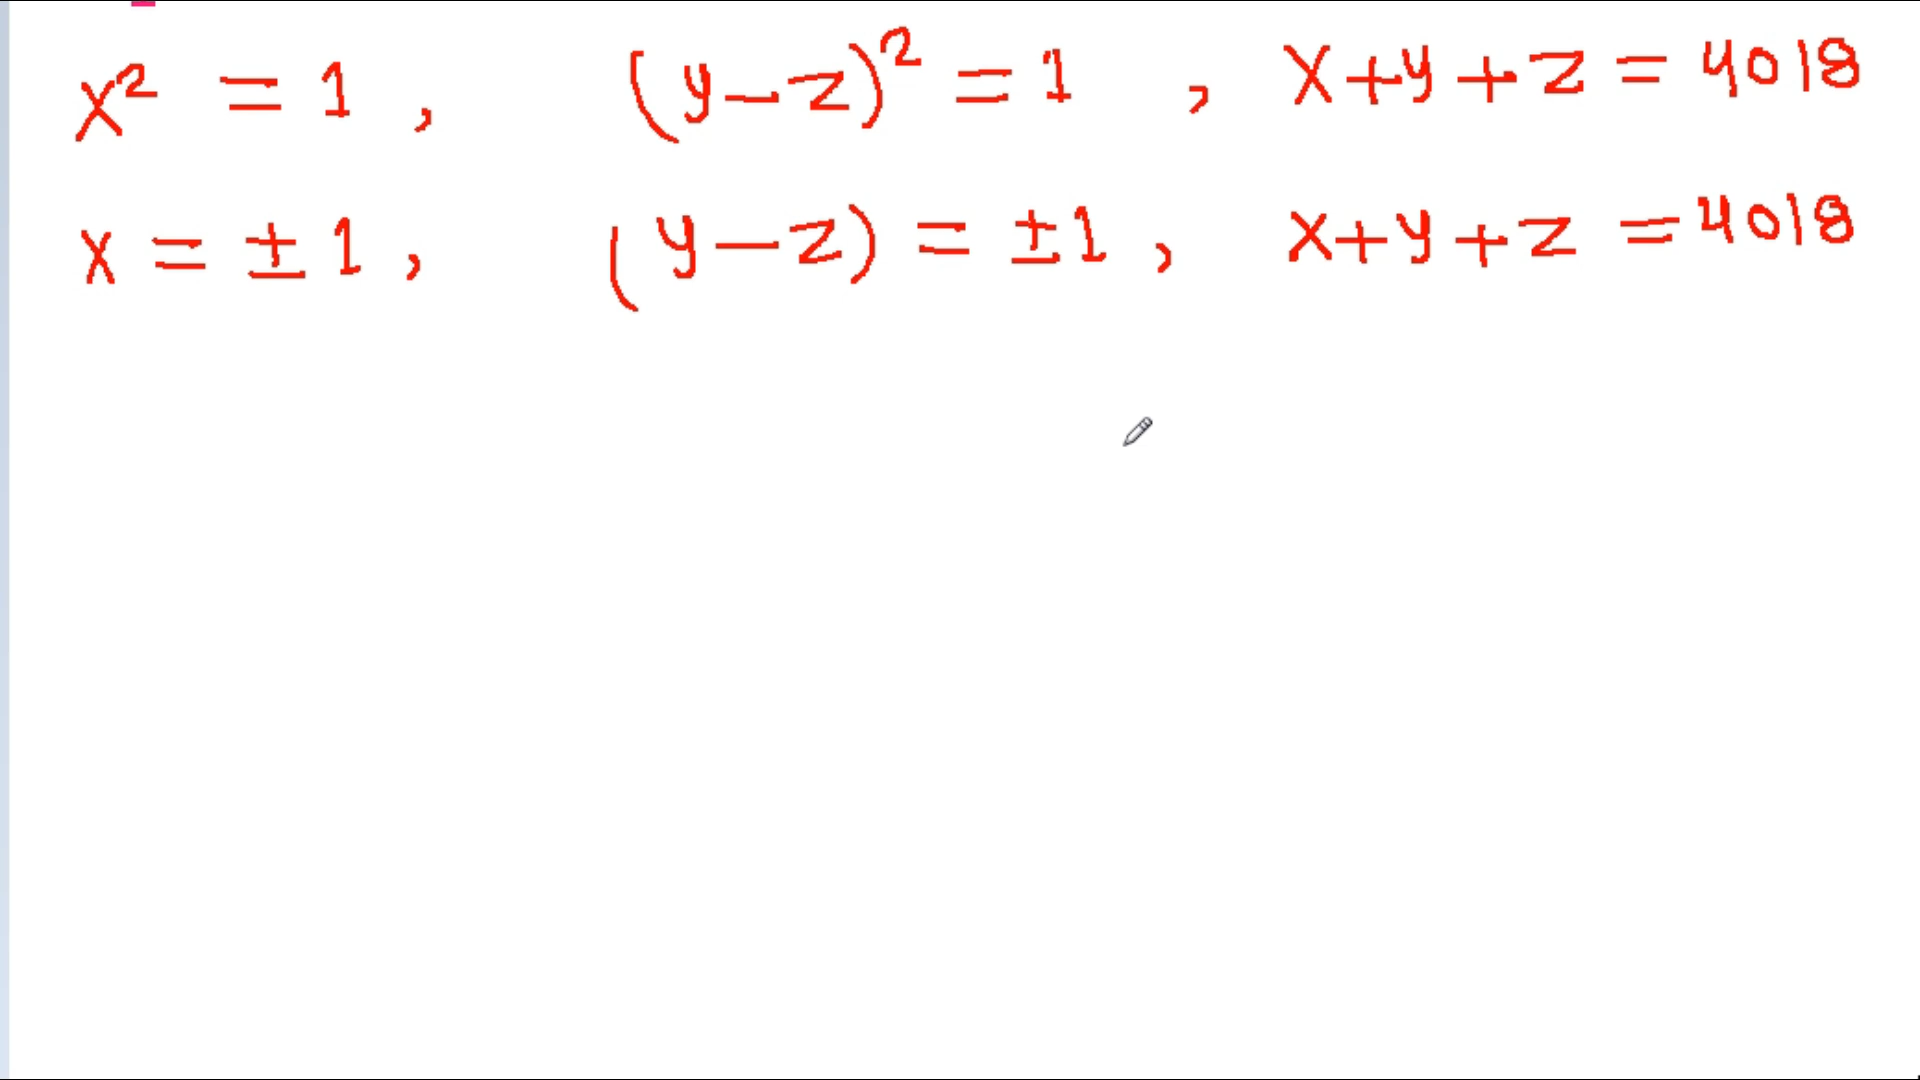 x² = 1 , (y-z)² = 1 , x+y+z = 4018
x = ±1 , (y-z) = ±1 , x+y+z = 4018